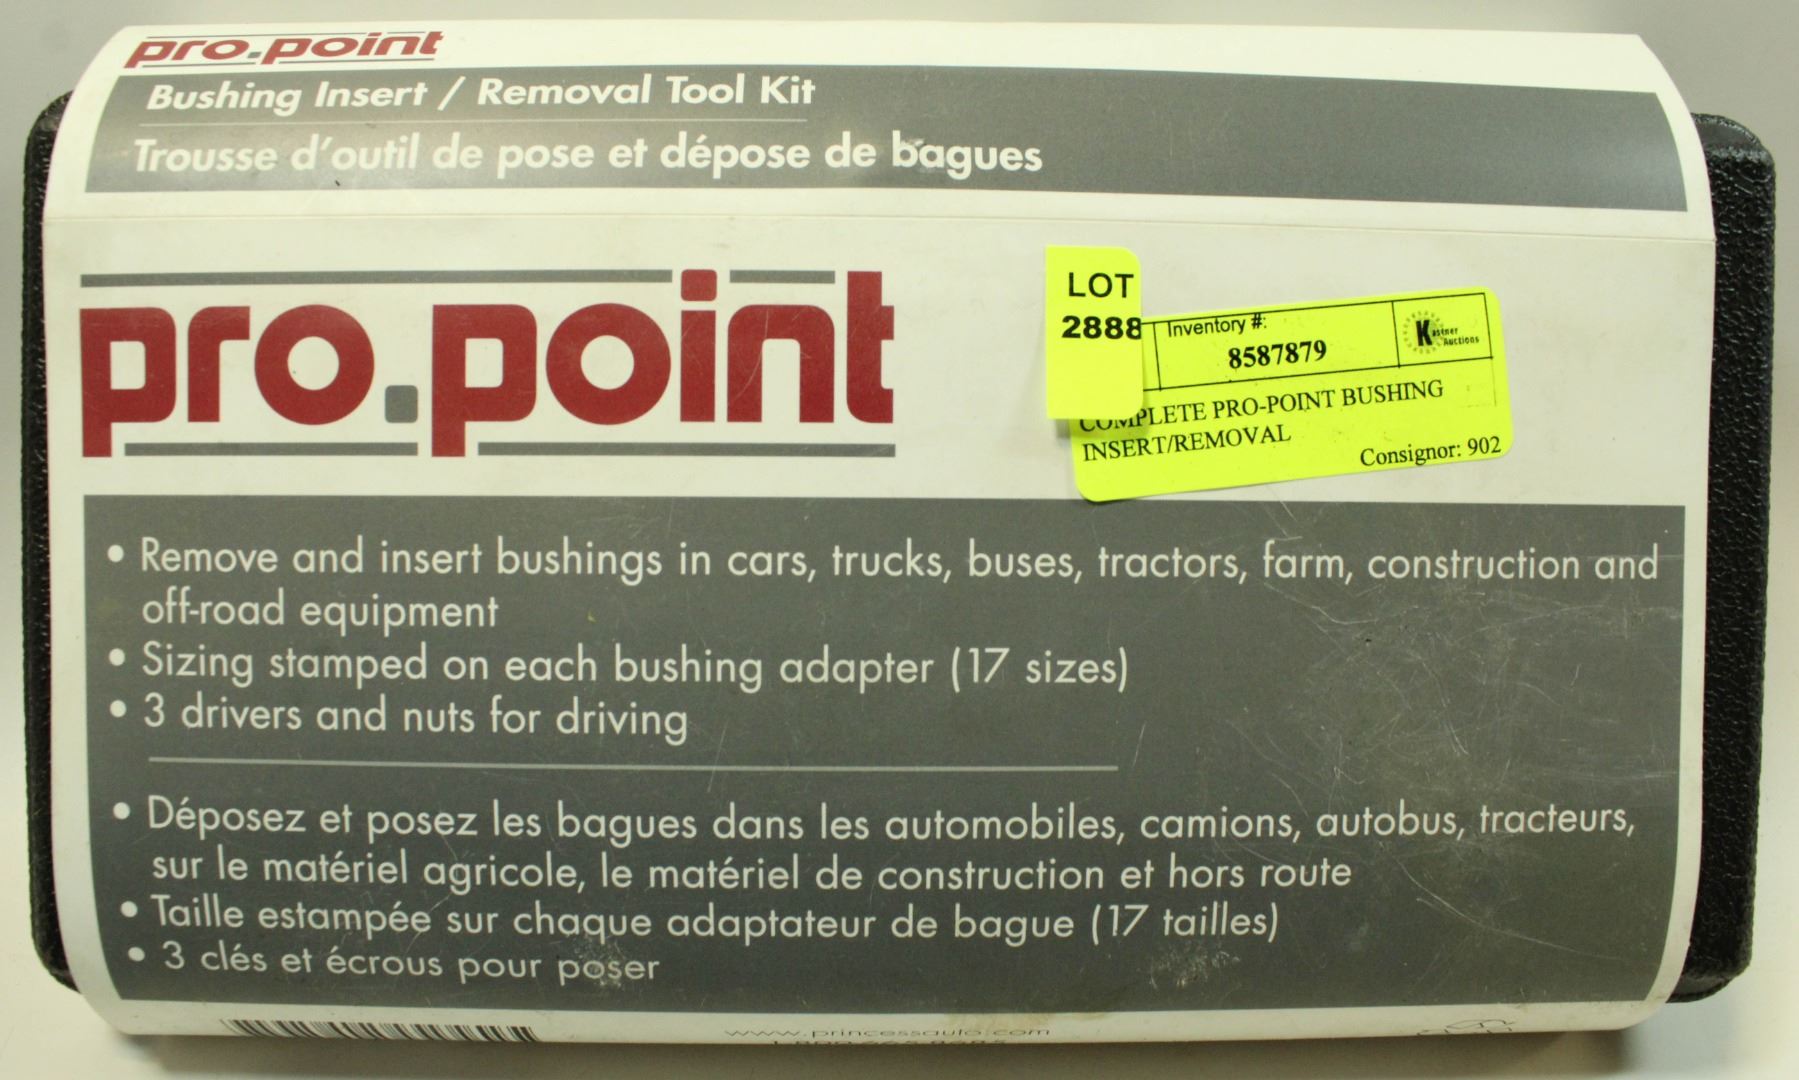 pro.point
Bushing Insert / Removal Tool Kit
Trousse d'outil de pose et dépose de bagues
pro.point
LOT
2888
Inventory #:
8587879
Kastner
Auctions
COMPLETE PRO-POINT BUSHING
INSERT/REMOVAL
Consignor: 902
• Remove and insert bushings in cars, trucks, buses, tractors, farm, construction and
off-road equipment
• Sizing stamped on each bushing adapter (17 sizes)
• 3 drivers and nuts for driving
• Déposez et posez les bagues dans les automobiles, camions, autobus, tracteurs,
sur le matériel agricole, le matériel de construction et hors route
• Taille estampée sur chaque adaptateur de bague (17 tailles)
• 3 clés et écrous pour poser
www.princessauto.com